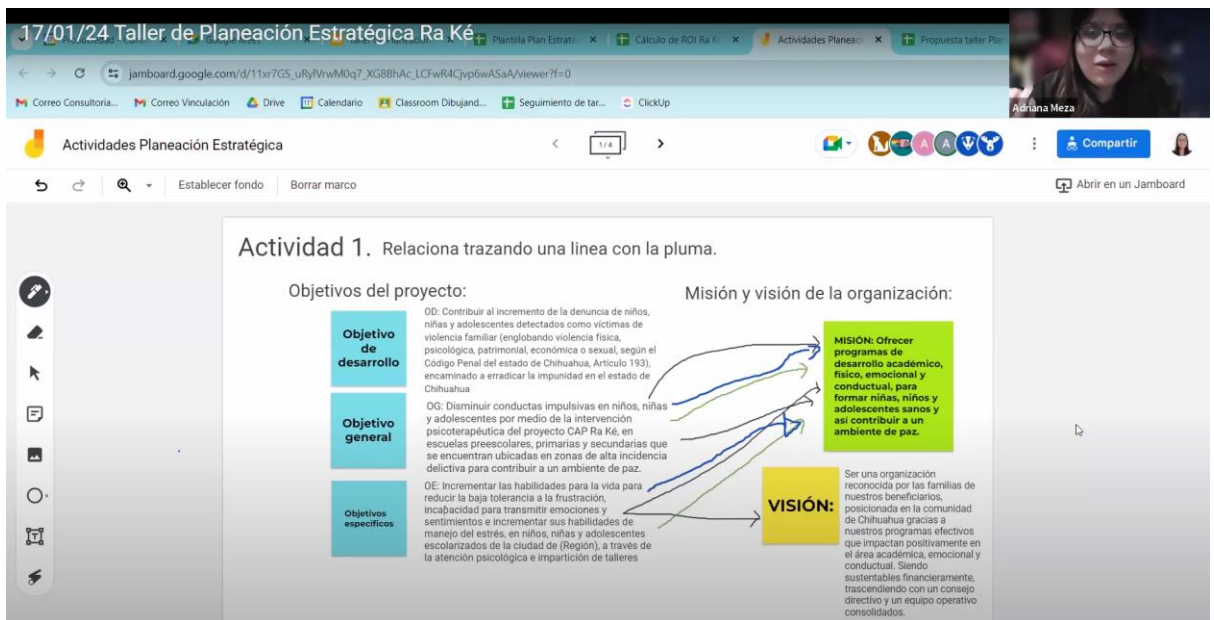 17/01/24 Taller de Planeación Estratégica Ra Ké
Plantilla Plan Estrate
Cálculo de ROI Ra
Actividades Planeaci
Propuesta taller Plan
jamboard.google.com/d/11xr7GS_uRylVrwM0q7_XG8BhAc_LCFwR4Cjvp6wASaA/viewer?f=0
Correo Consultoria... Correo Vinculación Drive Calendario Classroom Dibujand... Seguimiento de tar... ClickUp
Adriana Meza
Actividades Planeación Estratégica
1/4
A A
Compartir
Establecer fondo Borrar marco
Abrir en un Jamboard
Actividad 1. Relaciona trazando una linea con la pluma.
Objetivos del proyecto:
Objetivo
de
desarrollo
OD: Contribuir al incremento de la denuncia de niños,
niñas y adolescentes detectados como víctimas de
violencia familiar (englobando violencia física,
psicológica, patrimonial, económica o sexual, según el
Código Penal del estado de Chihuahua, Artículo 193),
encaminado a erradicar la impunidad en el estado de
Chihuahua
Objetivo
general
OG: Disminuir conductas impulsivas en niños, niñas
y adolescentes por medio de la intervención
psicoterapéutica del proyecto CAP Ra Ké, en
escuelas preescolares, primarias y secundarias que
se encuentran ubicadas en zonas de alta incidencia
delictiva para contribuir a un ambiente de paz.
Objetivos
específicos
OE: Incrementar las habilidades para la vida para
reducir la baja tolerancia a la frustración,
incapacidad para transmitir emociones y
sentimientos e incrementar sus habilidades de
manejo del estrés, en niños, niñas y adolescentes
escolarizados de la ciudad de (Región), a través de
la atención psicológica e impartición de talleres
Misión y visión de la organización:
MISIÓN: Ofrecer
programas de
desarrollo académico,
físico, emocional y
conductual, para
formar niñas, niños y
adolescentes sanos y
así contribuir a un
ambiente de paz.
VISIÓN:
Ser una organización
reconocida por las familias de
nuestros beneficiarios,
posicionada en la comunidad
de Chihuahua gracias a
nuestros programas efectivos
que impactan positivamente en
el área académica, emocional y
conductual. Siendo
sustentables financieramente,
trascendiendo con un consejo
directivo y un equipo operativo
consolidados.